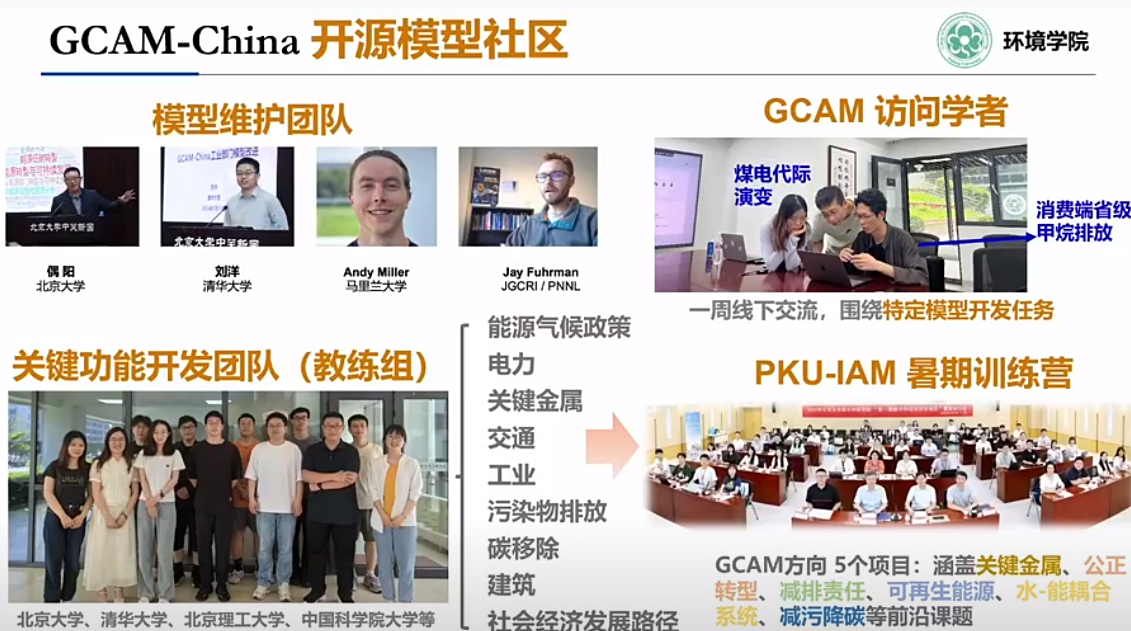 GCAM-China 开源模型社区
环境学院
模型维护团队
GCAM-China工业部门模型改进
北京大学中关新园
北京大学中关新园
偶 阳
北京大学
刘洋
清华大学
Andy Miller
马里兰大学
Jay Fuhrman
JGCRI / PNNL
GCAM 访问学者
煤电代际
演变
消费端省级
甲烷排放
一周线下交流，围绕特定模型开发任务
关键功能开发团队（教练组）
北京大学、清华大学、北京理工大学、中国科学院大学等
能源气候政策
电力
关键金属
交通
工业
污染物排放
碳移除
建筑
社会经济发展路径
PKU-IAM 暑期训练营
GCAM方向 5个项目：涵盖关键金属、公正
转型、减排责任、可再生能源、水-能耦合
系统、减污降碳等前沿课题